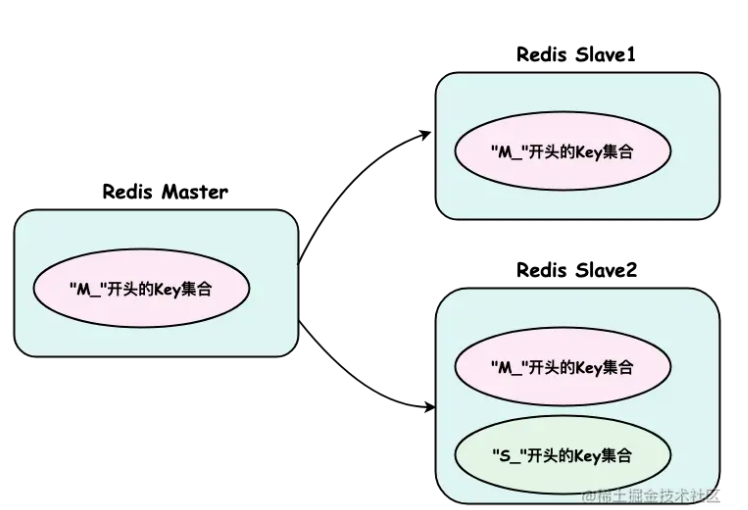 Redis Slave1
"M_"开头的Key集合
Redis Master
"M_"开头的Key集合
Redis Slave2
"M_"开头的Key集合
"S_"开头的Key集合
@稀土掘金技术社区